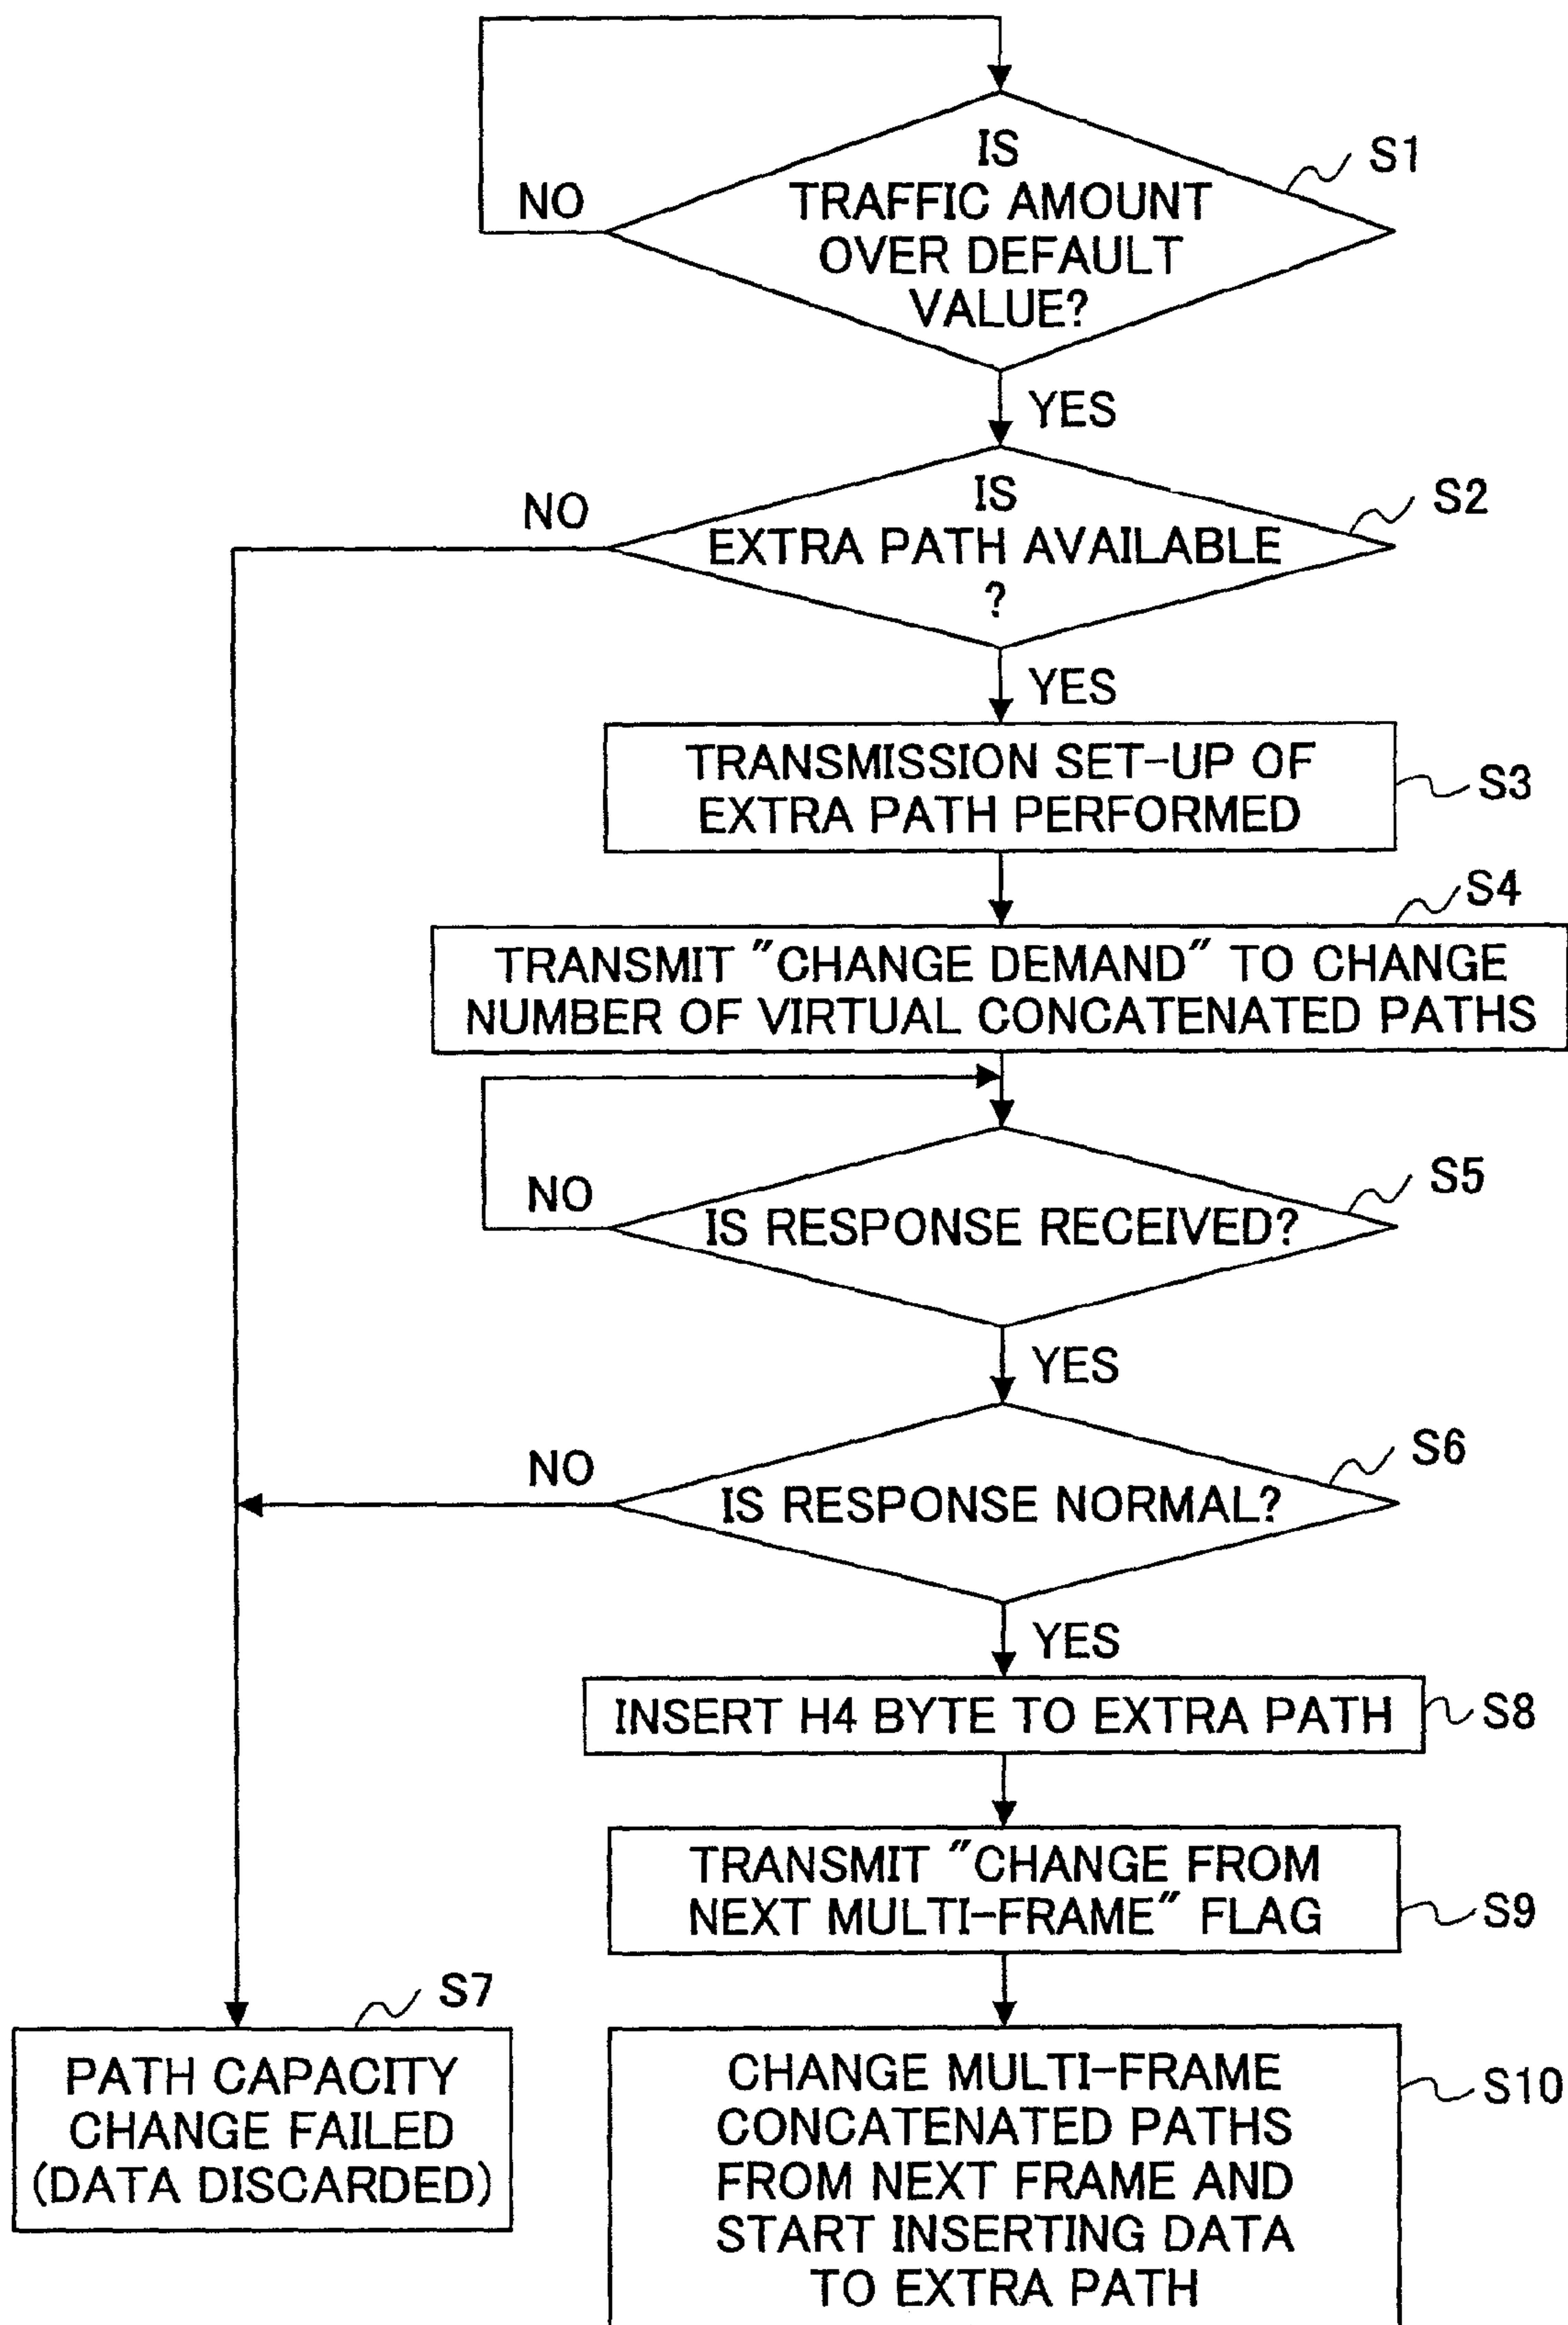 IS
TRAFFIC AMOUNT
OVER DEFAULT
VALUE?
S1
NO
YES
IS
EXTRA PATH AVAILABLE
?
S2
NO
YES
TRANSMISSION SET-UP OF
EXTRA PATH PERFORMED
S3
S4
TRANSMIT "CHANGE DEMAND" TO CHANGE
NUMBER OF VIRTUAL CONCATENATED PATHS
NO
IS RESPONSE RECEIVED?
S5
YES
NO
IS RESPONSE NORMAL?
S6
YES
INSERT H4 BYTE TO EXTRA PATH
S8
TRANSMIT "CHANGE FROM
NEXT MULTI-FRAME" FLAG
S9
S7
PATH CAPACITY
CHANGE FAILED
(DATA DISCARDED)
CHANGE MULTI-FRAME
CONCATENATED PATHS
FROM NEXT FRAME AND
START INSERTING DATA
TO EXTRA PATH
S10